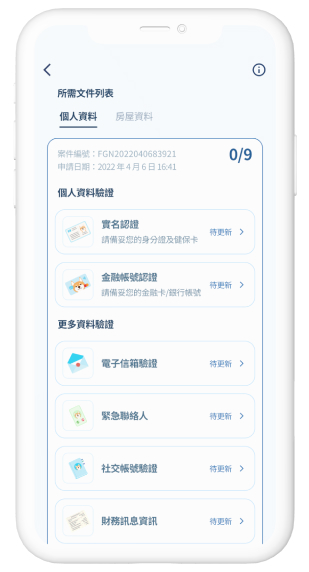 所需文件列表
個人資料
房屋資料
案件編號：FGN2022040683921
0/9
申請日期：2022 年 4 月 6 日 16:41
個人資料驗證
實名認證
請備妥您的身分證及健保卡
待更新
金融帳號認證
請備妥您的金融卡/銀行帳號
待更新
更多資料驗證
電子信箱驗證
待更新
緊急聯絡人
待更新
社交帳號驗證
待更新
財務訊息資訊
待更新